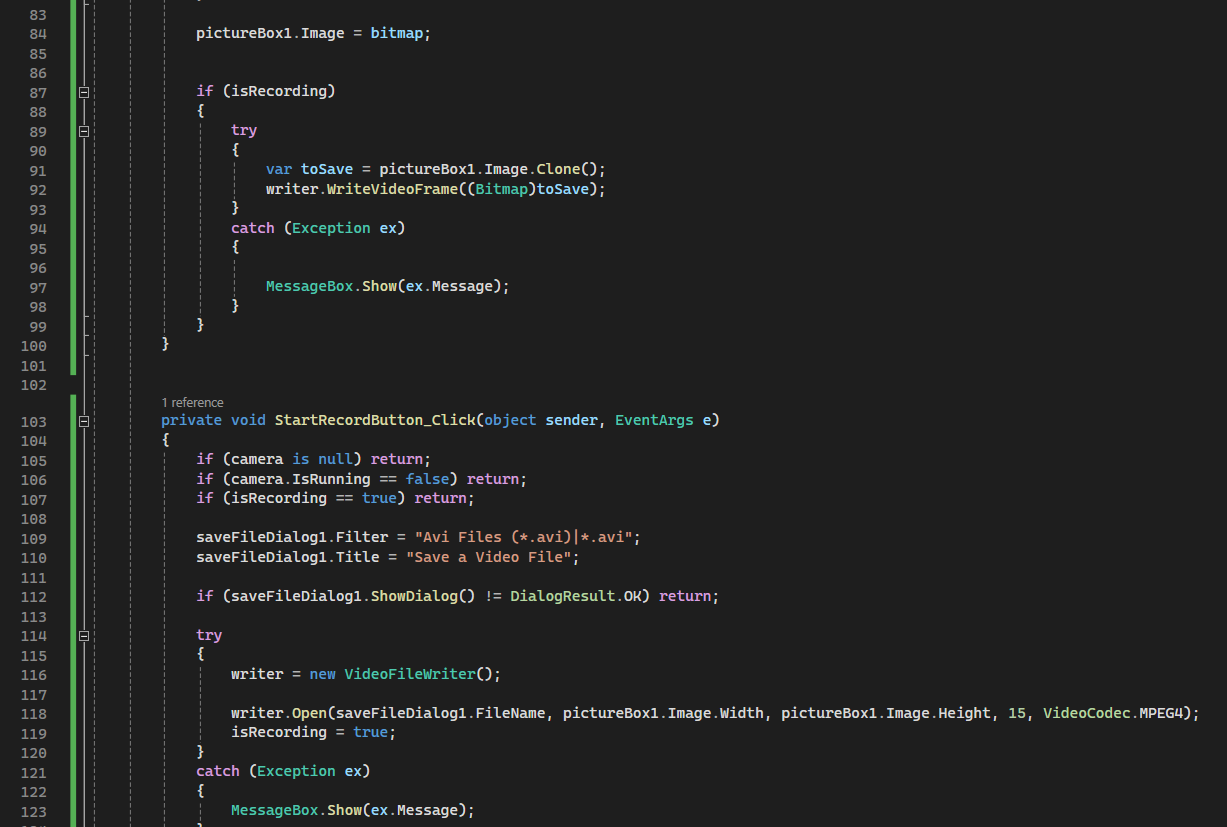 83
84 pictureBox1.Image = bitmap;
85
86
87 if (isRecording)
88 {
89 try
90 {
91 var toSave = pictureBox1.Image.Clone();
92 writer.WriteVideoFrame((Bitmap)toSave);
93 }
94 catch (Exception ex)
95 {
96
97 MessageBox.Show(ex.Message);
98 }
99 }
100 }
101
102
1 reference
103 private void StartRecordButton_Click(object sender, EventArgs e)
104 {
105 if (camera is null) return;
106 if (camera.IsRunning == false) return;
107 if (isRecording == true) return;
108
109 saveFileDialog1.Filter = "Avi Files (*.avi)|*.avi";
110 saveFileDialog1.Title = "Save a Video File";
111
112 if (saveFileDialog1.ShowDialog() != DialogResult.OK) return;
113
114 try
115 {
116 writer = new VideoFileWriter();
117
118 writer.Open(saveFileDialog1.FileName, pictureBox1.Image.Width, pictureBox1.Image.Height, 15, VideoCodec.MPEG4);
119 isRecording = true;
120 }
121 catch (Exception ex)
122 {
123 MessageBox.Show(ex.Message);